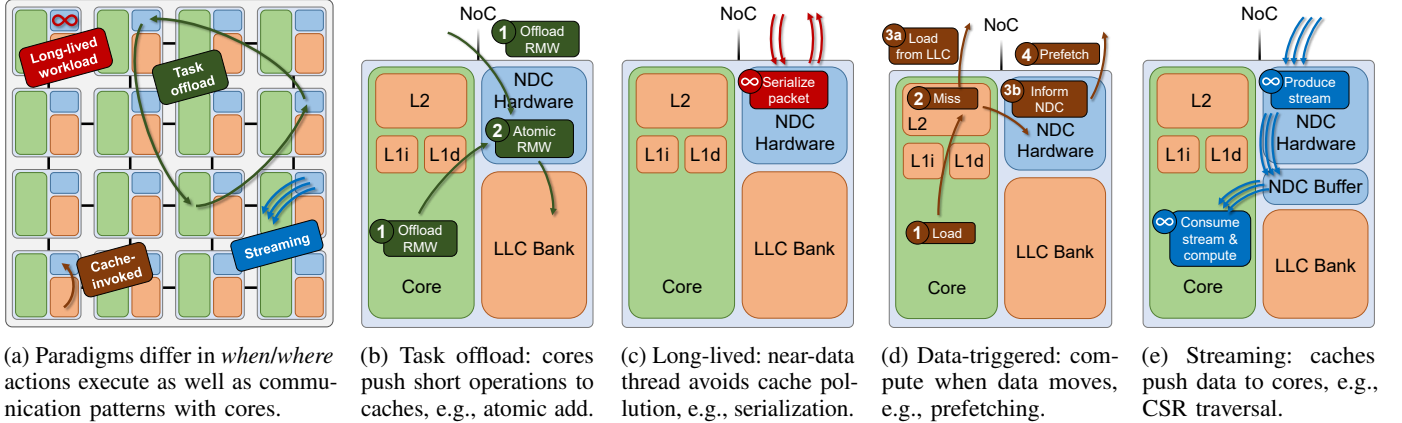 ∞
Long-lived
workload
Task
offload
Streaming
Cache-
invoked
(a) Paradigms differ in when/where
actions execute as well as commu-
nication patterns with cores.
NoC
1 Offload
RMW
L2
NDC
Hardware
2 Atomic
RMW
L1i
L1d
1 Offload
RMW
LLC Bank
Core
(b) Task offload: cores
push short operations to
caches, e.g., atomic add.
NoC
∞ Serialize
packet
L2
NDC
Hardware
L1i
L1d
LLC Bank
Core
(c) Long-lived: near-data
thread avoids cache pol-
lution, e.g., serialization.
3a Load
from LLC
NoC
4 Prefetch
2 Miss
L2
3b Inform
NDC
NDC
Hardware
L1i
L1d
1 Load
LLC Bank
Core
(d) Data-triggered: com-
pute when data moves,
e.g., prefetching.
NoC
∞ Produce
stream
L2
NDC
Hardware
L1i
L1d
NDC Buffer
∞ Consume
stream &
compute
LLC Bank
Core
(e) Streaming: caches
push data to cores, e.g.,
CSR traversal.